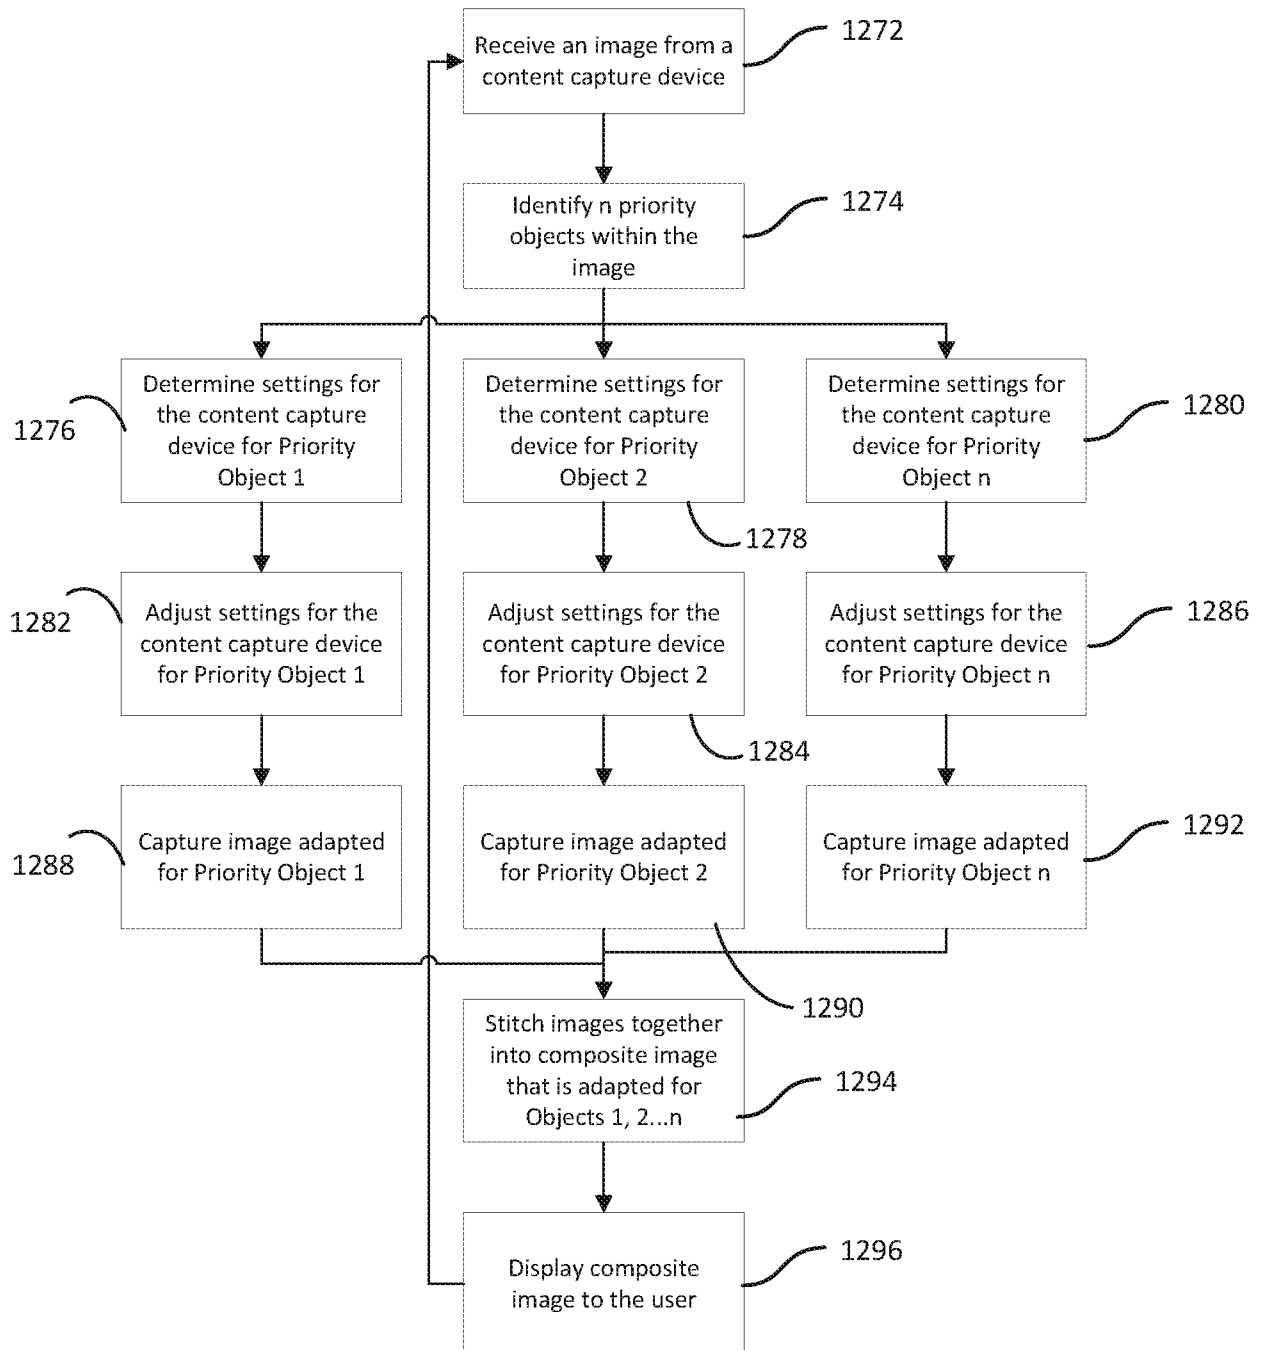 Receive an image from a
content capture device
1272
Identify n priority
objects within the
image
1274
Determine settings for
the content capture
device for Priority
Object 1
1276
Determine settings for
the content capture
device for Priority
Object 2
1278
Determine settings for
the content capture
device for Priority
Object n
1280
Adjust settings for the
content capture device
for Priority Object 1
1282
Adjust settings for the
content capture device
for Priority Object 2
1284
Adjust settings for the
content capture device
for Priority Object n
1286
Capture image adapted
for Priority Object 1
1288
Capture image adapted
for Priority Object 2
1290
Capture image adapted
for Priority Object n
1292
Stitch images together
into composite image
that is adapted for
Objects 1, 2...n
1294
Display composite
image to the user
1296